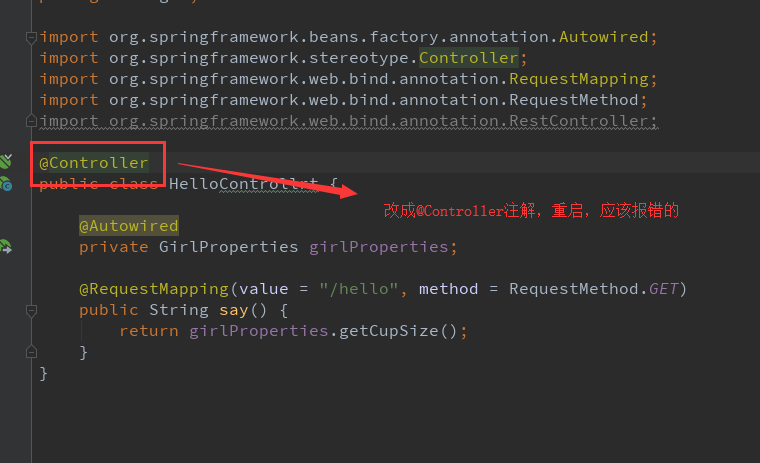 import org.springframework.beans.factory.annotation.Autowired;
import org.springframework.stereotype.Controller;
import org.springframework.web.bind.annotation.RequestMapping;
import org.springframework.web.bind.annotation.RequestMethod;
import org.springframework.web.bind.annotation.RestController;
@Controller
public class HelloControllrt {
改成@Controller注解，重启，应该报错的
@Autowired
private GirlProperties girlProperties;
@RequestMapping(value = "/hello", method = RequestMethod.GET)
public String say() {
return girlProperties.getCupSize();
}
}